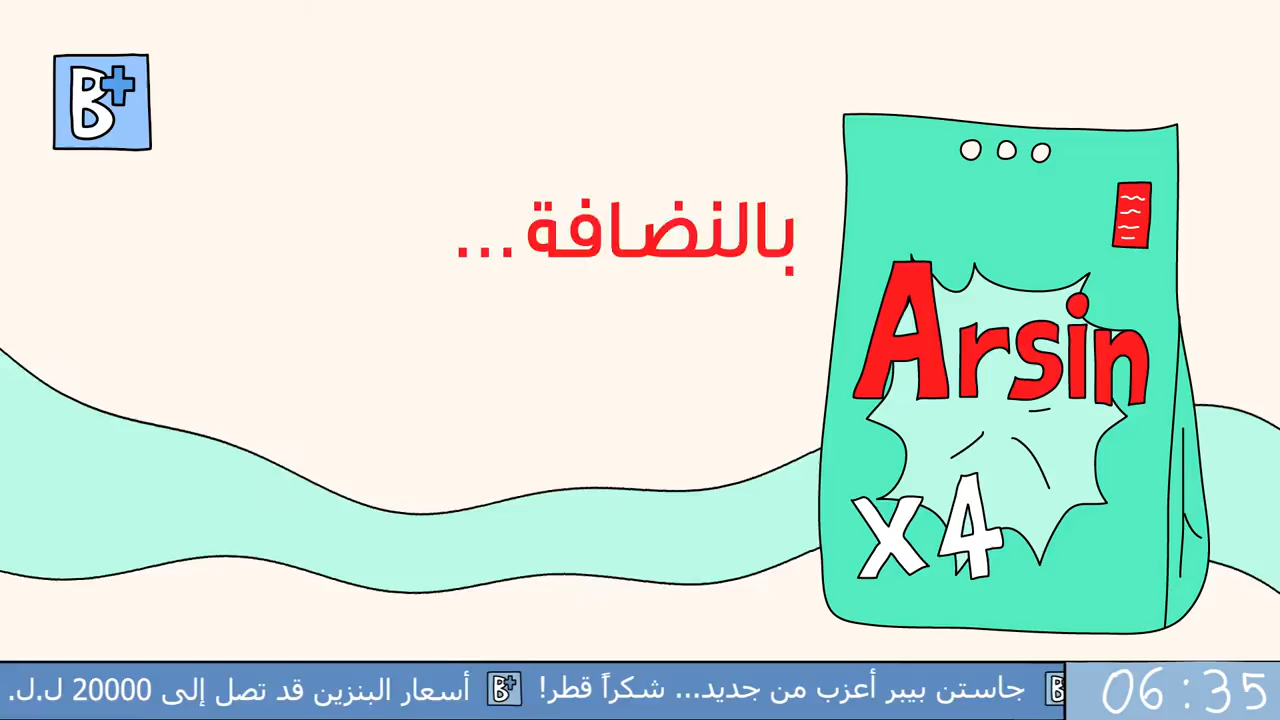 B+
بالنضافة...
Arsin
x4
جاستن بيبر أعزب من جديد... شكراً قطر! B+ أسعار البنزين قد تصل إلى 20000 ل.ل.
06:35